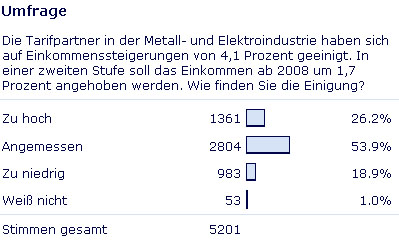 Umfrage
Die Tarifpartner in der Metall- und Elektroindustrie haben sich
auf Einkommenssteigerungen von 4,1 Prozent geeinigt. In
einer zweiten Stufe soll das Einkommen ab 2008 um 1,7
Prozent angehoben werden. Wie finden Sie die Einigung?
Zu hoch 1361 26.2%
Angemessen 2804 53.9%
Zu niedrig 983 18.9%
Weiß nicht 53 1.0%
Stimmen gesamt 5201